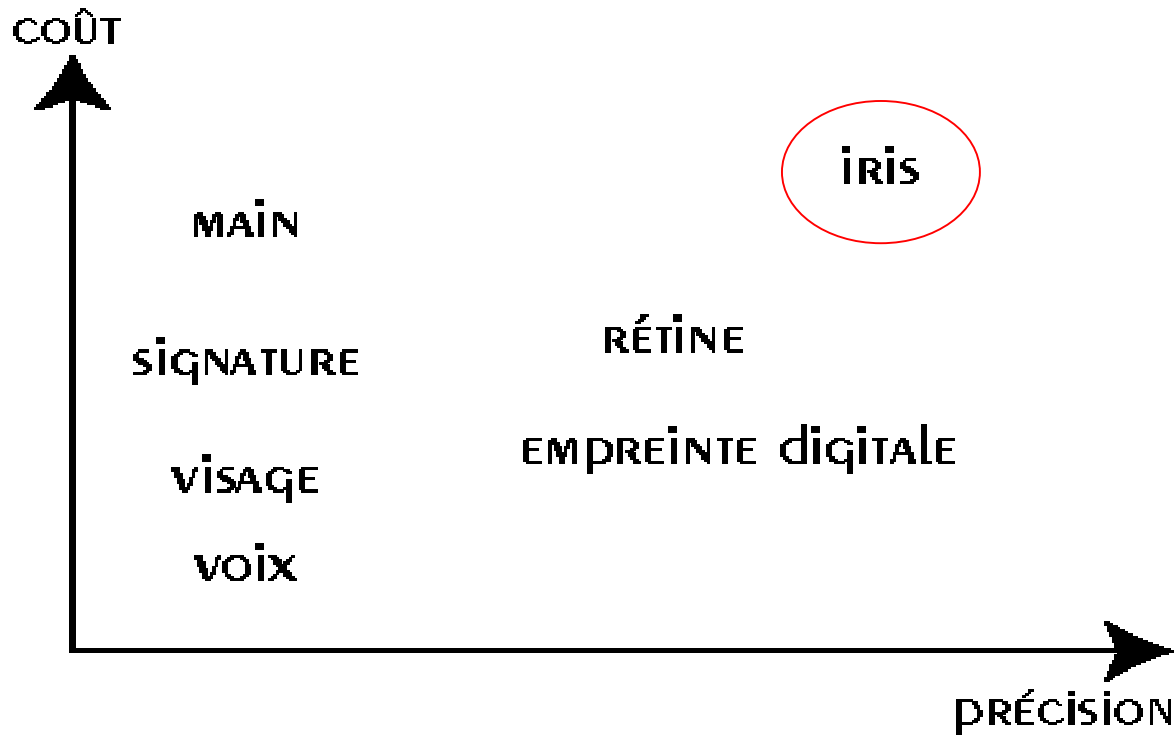 COÛT
iRiS
MAiN
RÉTiNE
SiGNATURE
EMPREiNTE digiTAlE
ViSAGE
VOiX
PRÉCiSiON